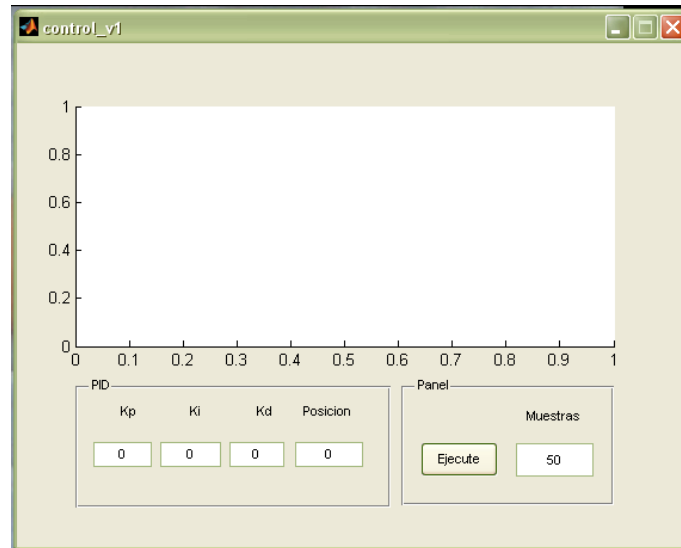 control_v1
1
0.8
0.6
0.4
0.2
0
0 0.1 0.2 0.3 0.4 0.5 0.6 0.7 0.8 0.9 1
PID
Kp Ki Kd Posicion
0 0 0 0
Panel
Muestras
Ejecute 50